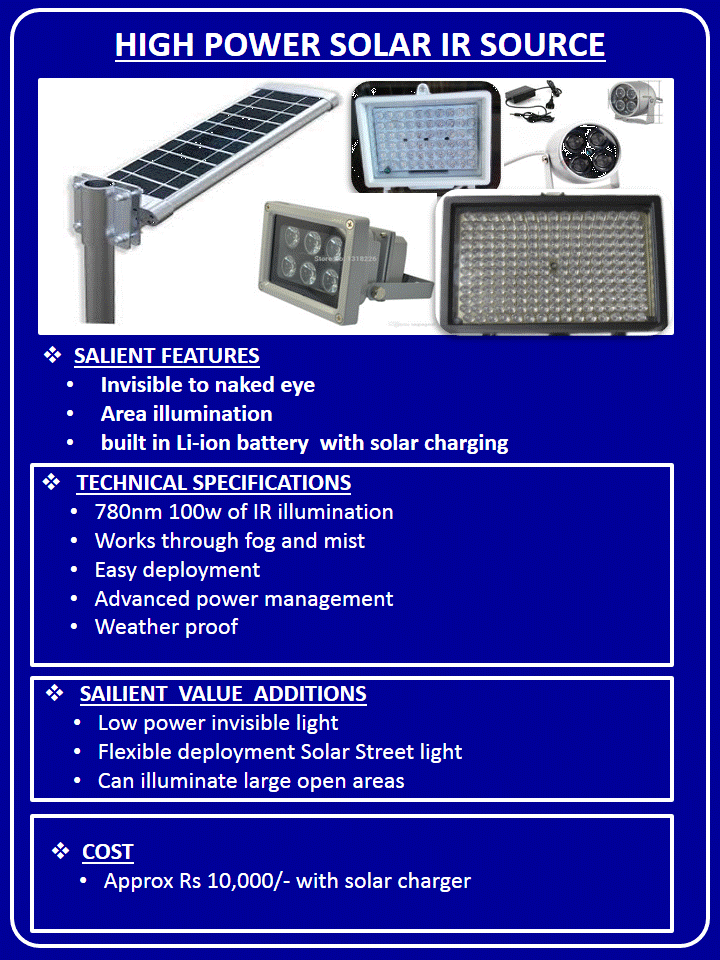 HIGH POWER SOLAR IR SOURCE
❖ SALIENT FEATURES
• Invisible to naked eye
• Area illumination
• built in Li-ion battery with solar charging
❖ TECHNICAL SPECIFICATIONS
• 780nm 100w of IR illumination
• Works through fog and mist
• Easy deployment
• Advanced power management
• Weather proof
❖ SAILIENT VALUE ADDITIONS
• Low power invisible light
• Flexible deployment Solar Street light
• Can illuminate large open areas
❖ COST
• Approx Rs 10,000/- with solar charger